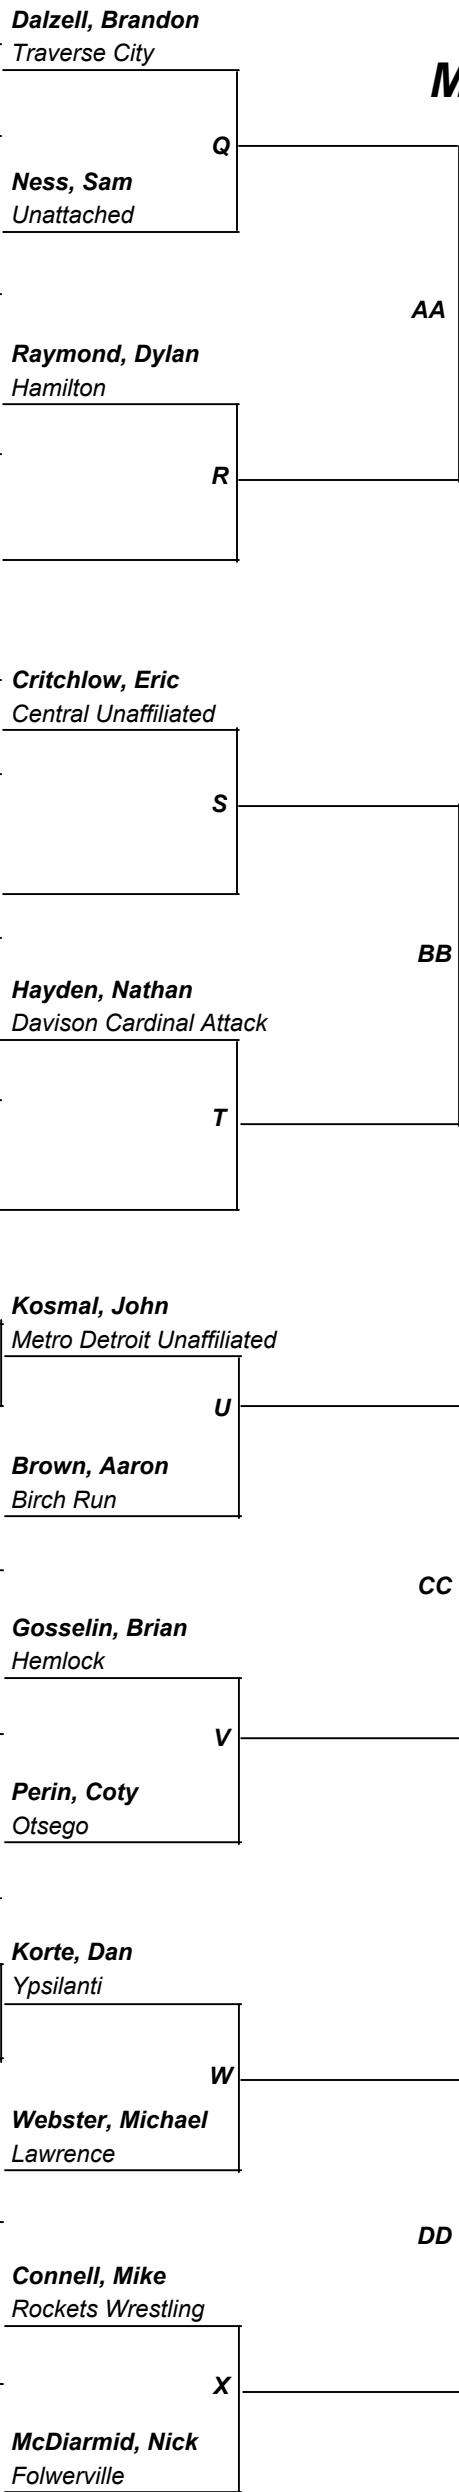 Dalzell, Brandon
Traverse City
M
Q
Ness, Sam
Unattached
AA
Raymond, Dylan
Hamilton
R
Critchlow, Eric
Central Unaffiliated
S
BB
Hayden, Nathan
Davison Cardinal Attack
T
Kosmal, John
Metro Detroit Unaffiliated
U
Brown, Aaron
Birch Run
CC
Gosselin, Brian
Hemlock
V
Perin, Coty
Otsego
Korte, Dan
Ypsilanti
W
Webster, Michael
Lawrence
DD
Connell, Mike
Rockets Wrestling
X
McDiarmid, Nick
Folwerville